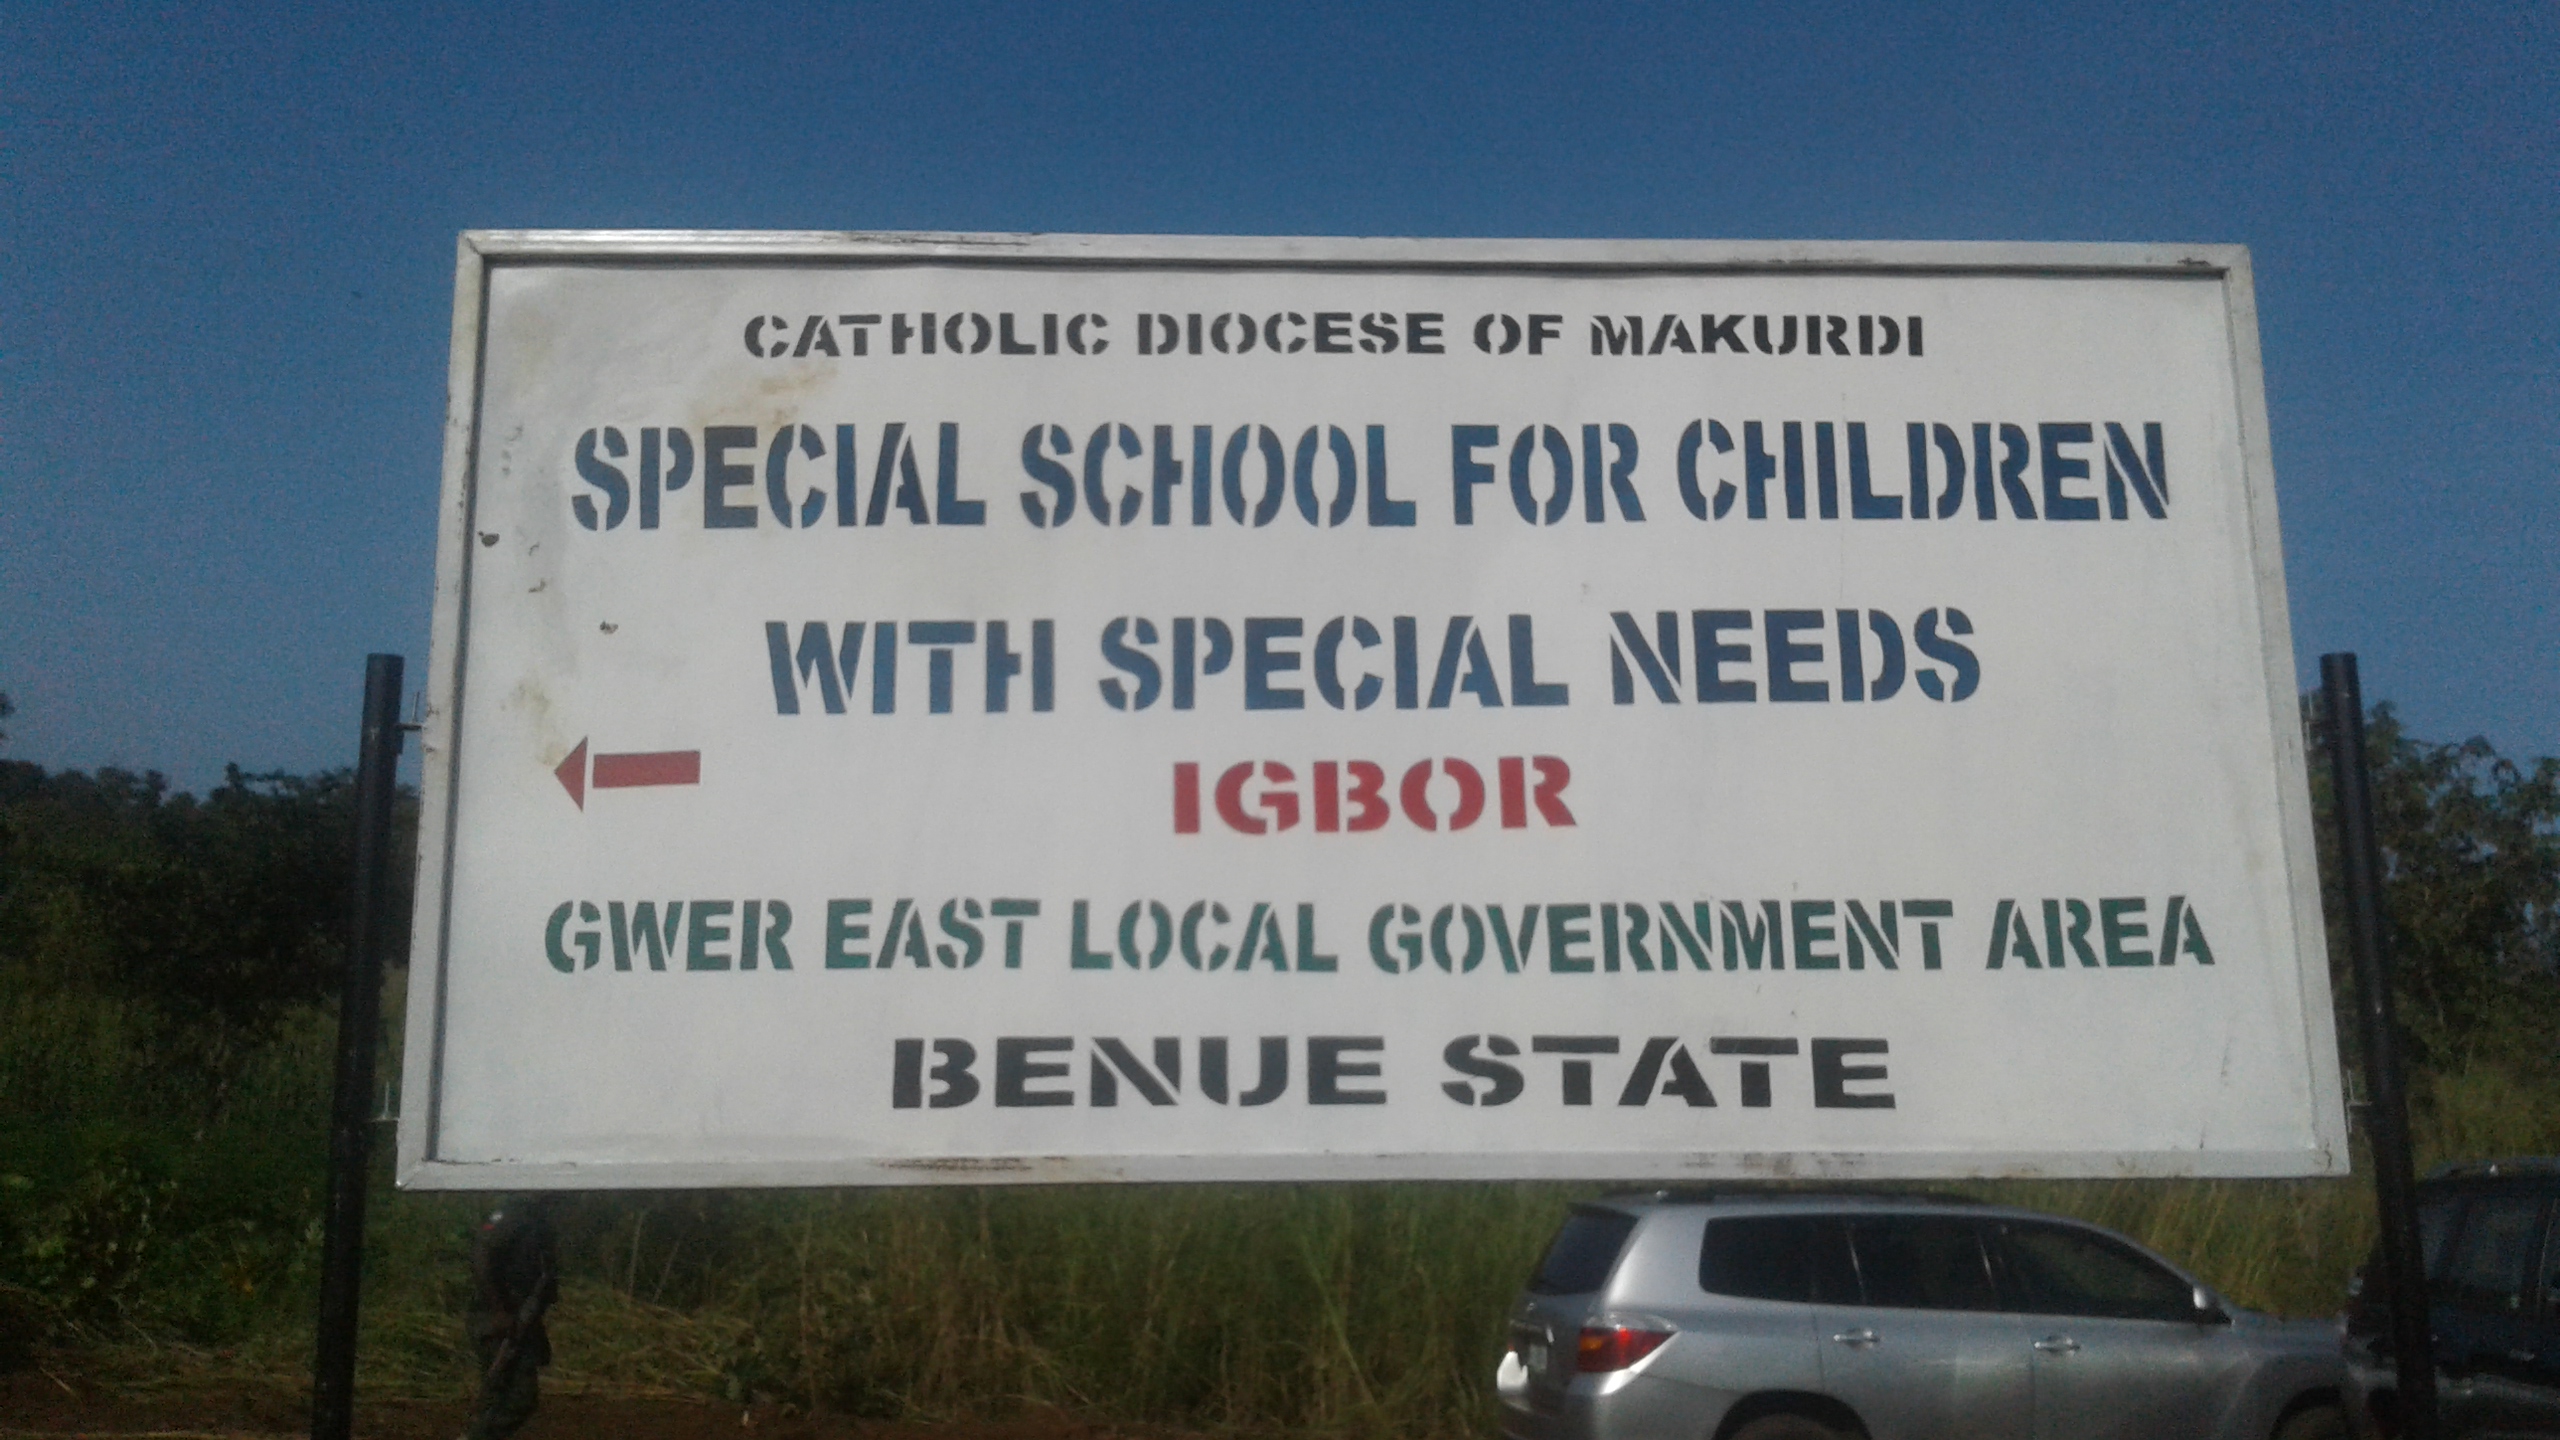 CATHOLIC DIOCESE OF MAKURDI
SPECIAL SCHOOL FOR CHILDREN
WITH SPECIAL NEEDS
IGBOR
GWER EAST LOCAL GOVERNMENT AREA
BENUE STATE